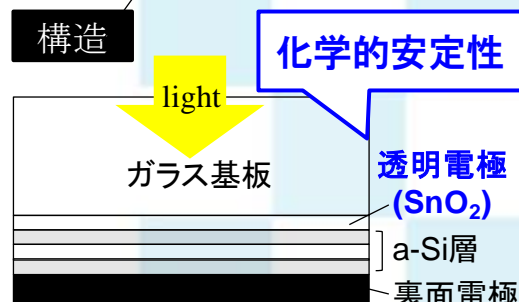 構造
化学的安定性
light
ガラス基板
透明電極
(SnO₂)
a-Si層
裏面電極